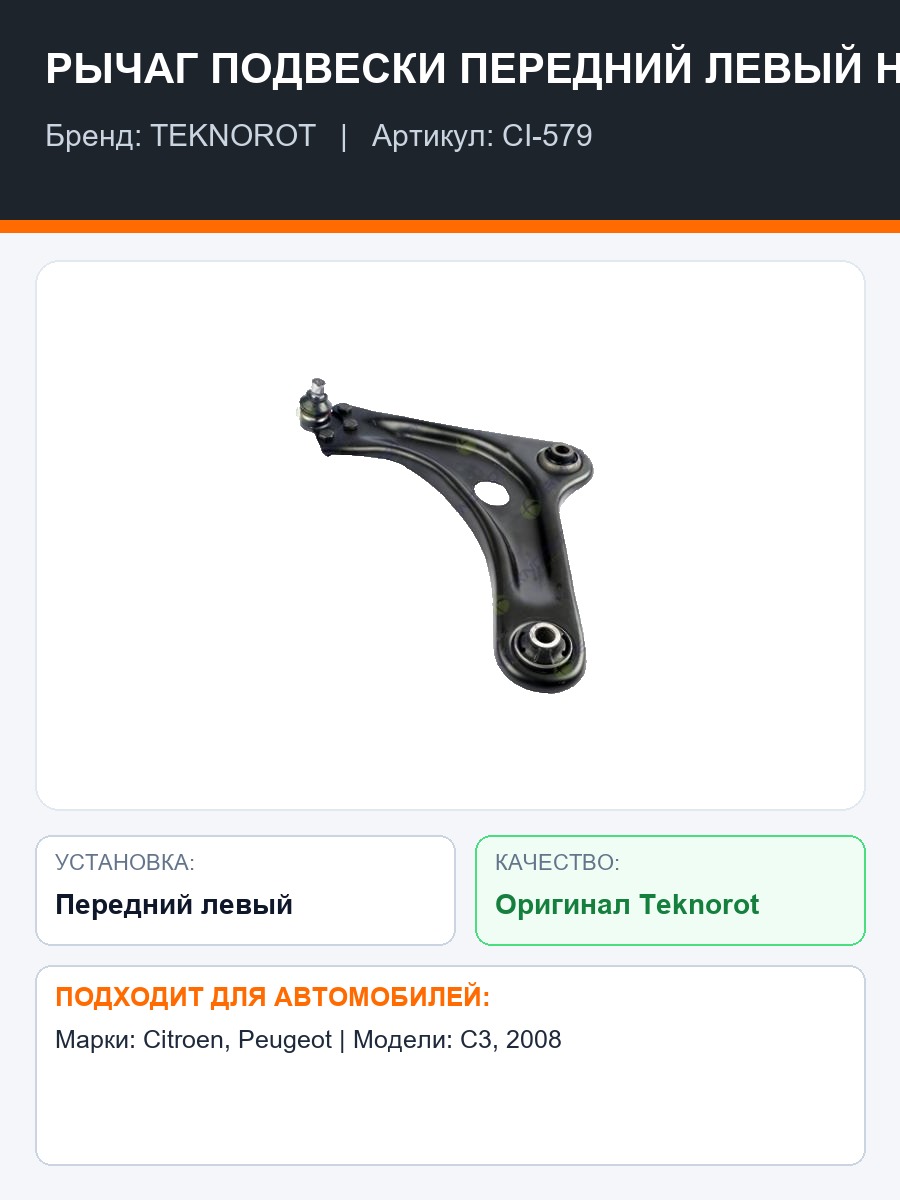 РЫЧАГ ПОДВЕСКИ ПЕРЕДНИЙ ЛЕВЫЙ Н
Бренд: TEKNOROT | Артикул: CI-579
УСТАНОВКА:
Передний левый
КАЧЕСТВО:
Оригинал Teknorot
ПОДХОДИТ ДЛЯ АВТОМОБИЛЕЙ:
Марки: Citroen, Peugeot | Модели: C3, 2008